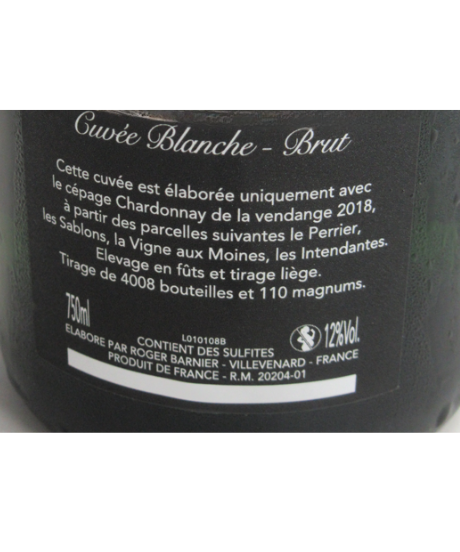 Cuvée Blanche - Brut
Cette cuvée est élaborée uniquement avec
le cépage Chardonnay de la vendange 2018,
à partir des parcelles suivantes le Perrier,
les Sablons, la Vigne aux Moines, les Intendantes.
Elevage en fûts et tirage liège.
Tirage de 4008 bouteilles et 110 magnums.
750ml
L010108B
12%Vol.
CONTIENT DES SULFITES
ELABORE PAR ROGER BARNIER - VILLEVENARD - FRANCE
PRODUIT DE FRANCE - R.M. 20204-01